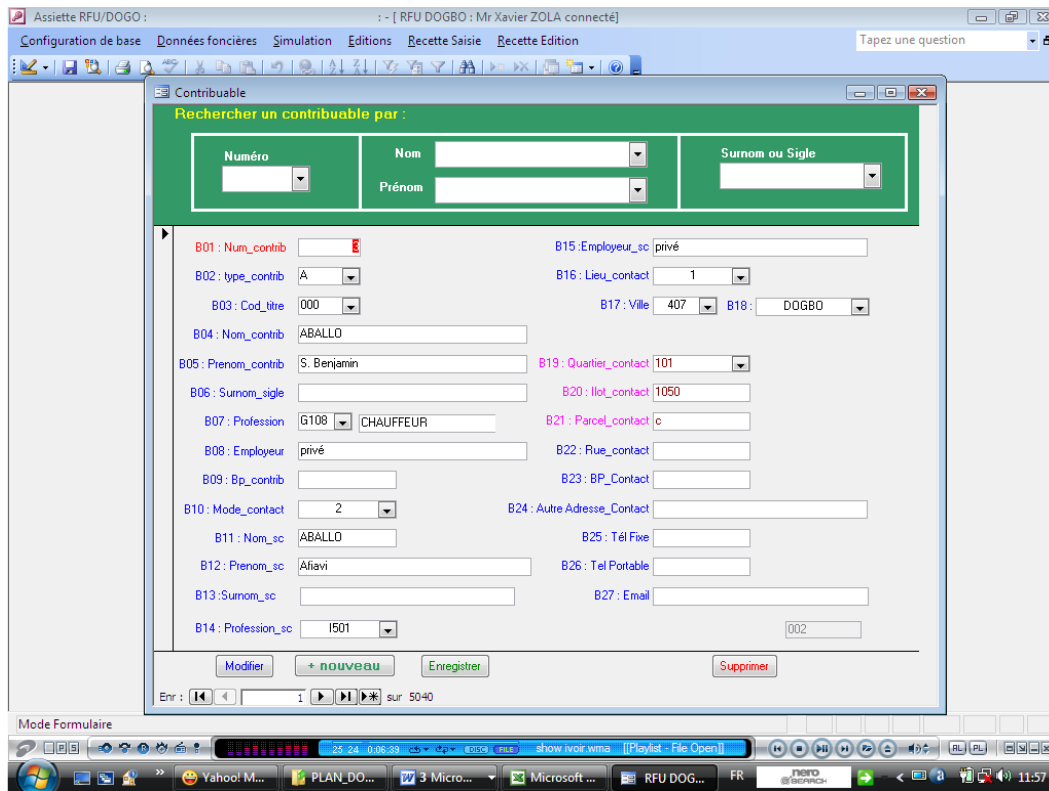 Assiette RFU/DOGO : : - [ RFU DOGBO : Mr Xavier ZOLA connecté]
Configuration de base Données foncières Simulation Editions Recette Saisie Recette Edition Tapez une question
Contribuable
Rechercher un contribuable par :
Numéro Nom Surnom ou Sigle
Prénom
B01 : Num_contrib 3 B15 :Employeur_sc privé
B02 : type_contrib A B16 : Lieu_contact 1
B03 : Cod_titre 000 B17 : Ville 407 B18 : DOGBO
B04 : Nom_contrib ABALLO
B05 : Prenom_contrib S. Benjamin B19 : Quartier_contact 101
B06 : Surnom_sigle B20 : Ilot_contact 1050
B07 : Profession G108 CHAUFFEUR B21 : Parcel_contact c
B08 : Employeur privé B22 : Rue_contact
B09 : Bp_contrib B23 : BP_Contact
B10 : Mode_contact 2 B24 : Autre Adresse_Contact
B11 : Nom_sc ABALLO B25 : Tél Fixe
B12 : Prenom_sc Afiavi B26 : Tel Portable
B13 :Surnom_sc B27 : Email
B14 : Profession_sc I501 002
Modifier + nouveau Enregistrer Supprimer
Enr : 1 sur 5040
Mode Formulaire
25 24 0:06:39 DISC FILE show ivoir.wma [[Playlist - File Open]] RL PL
Yahoo! M... PLAN_DO... 3 Micro... Microsoft ... RFU DOG... FR nero SEARCH 11:57